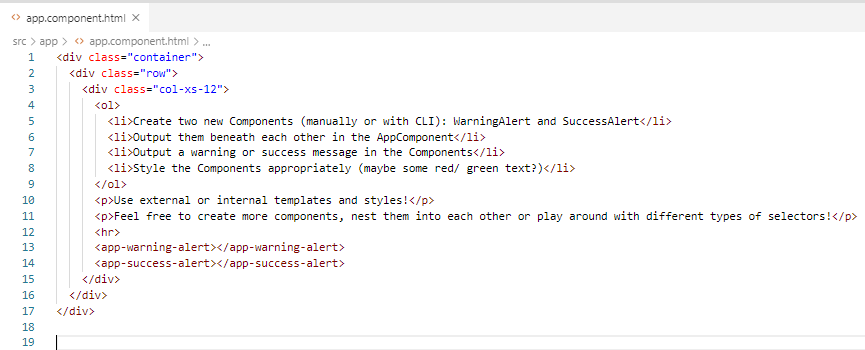 <> app.component.html ×
src > app > <> app.component.html > ...
1 <div class="container">
2 <div class="row">
3 <div class="col-xs-12">
4 <ol>
5 <li>Create two new Components (manually or with CLI): WarningAlert and SuccessAlert</li>
6 <li>Output them beneath each other in the AppComponent</li>
7 <li>Output a warning or success message in the Components</li>
8 <li>Style the Components appropriately (maybe some red/ green text?)</li>
9 </ol>
10 <p>Use external or internal templates and styles!</p>
11 <p>Feel free to create more components, nest them into each other or play around with different types of selectors!</p>
12 <hr>
13 <app-warning-alert></app-warning-alert>
14 <app-success-alert></app-success-alert>
15 </div>
16 </div>
17 </div>
18
19